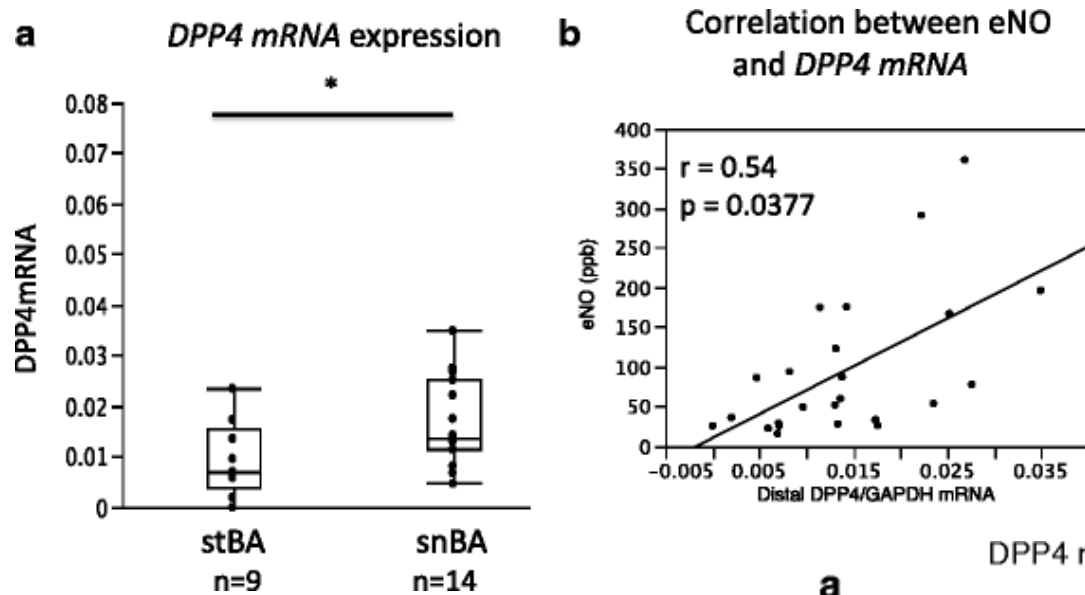 a
DPP4 mRNA expression
*
0.08
0.07
0.06
0.05
0.04
0.03
0.02
0.01
0
DPP4mRNA
stBA
snBA
n=9
n=14
b
Correlation between eNO
and DPP4 mRNA
r = 0.54
p = 0.0377
400
350
300
250
200
150
100
50
0
eNO (ppb)
-0.005
0.005
0.015
0.025
0.035
Distal DPP4/GAPDH mRNA
DPP4 r
a